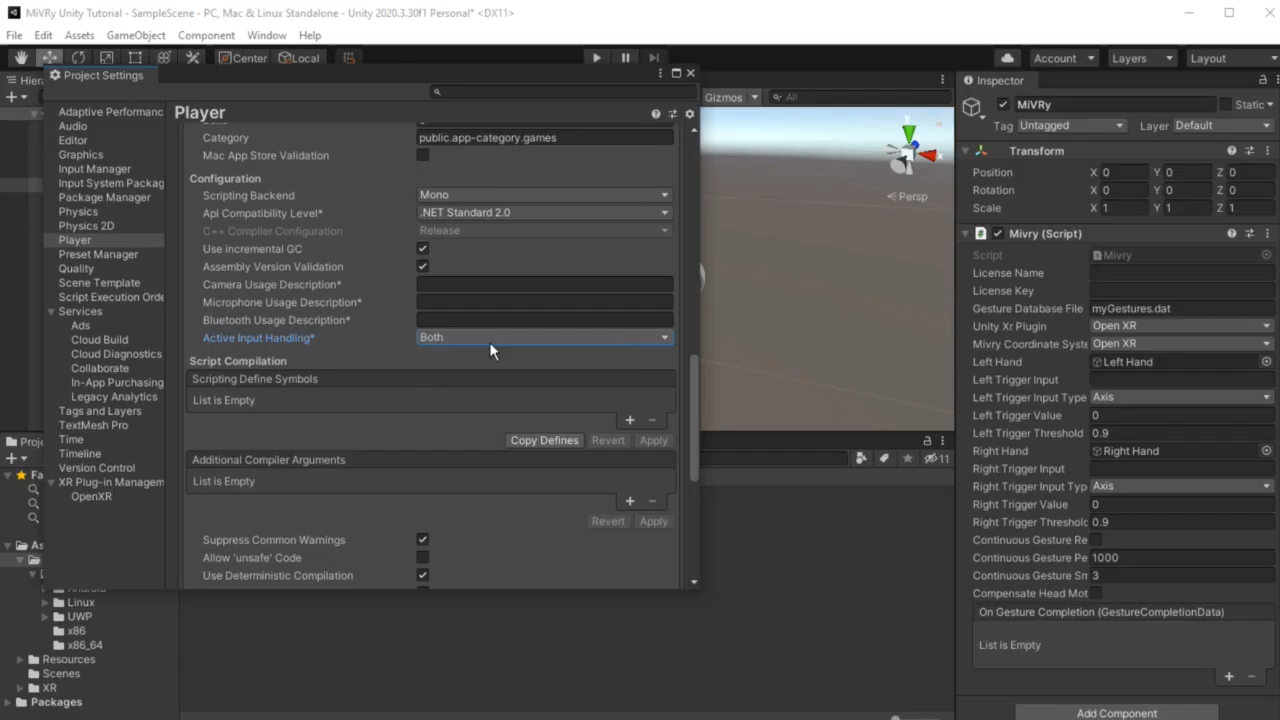 MiVRy Unity Tutorial - SampleScene - PC, Mac & Linux Standalone - Unity 2020.3.30f1 Personal* <DX11>
File Edit Assets GameObject Component Window Help
Center Local Account Layers Layout
Hiera
Project Settings
Gizmos All
Inspector
Adaptive Performanc
Audio
Editor
Graphics
Input Manager
Input System Packag
Package Manager
Physics
Physics 2D
Player
Preset Manager
Quality
Scene Template
Script Execution Orde
Services
Ads
Cloud Build
Cloud Diagnostics
Collaborate
In-App Purchasing
Legacy Analytics
Tags and Layers
TextMesh Pro
Time
Timeline
Version Control
XR Plug-in Managem
OpenXR
Player
Category public.app-category.games
Mac App Store Validation
Configuration
Scripting Backend Mono
Api Compatibility Level* .NET Standard 2.0
C++ Compiler Configuration Release
Use incremental GC
Assembly Version Validation
Camera Usage Description*
Microphone Usage Description*
Bluetooth Usage Description*
Active Input Handling* Both
Script Compilation
Scripting Define Symbols
List is Empty
Copy Defines Revert Apply
Additional Compiler Arguments
List is Empty
Revert Apply
Suppress Common Warnings
Allow 'unsafe' Code
Use Deterministic Compilation
y
Persp
11
Proj
Fa
As
Linux
UWP
x86
x86_64
Resources
Scenes
XR
Packages
MiVRy Static
Tag Untagged Layer Default
Transform
Position X 0 Y 0 Z 0
Rotation X 0 Y 0 Z 0
Scale X 1 Y 1 Z 1
Mivry (Script)
Script Mivry
License Name
License Key
Gesture Database File myGestures.dat
Unity Xr Plugin Open XR
Mivry Coordinate Syste Open XR
Left Hand Left Hand
Left Trigger Input
Left Trigger Input Type Axis
Left Trigger Value 0
Left Trigger Threshold 0.9
Right Hand Right Hand
Right Trigger Input
Right Trigger Input Typ Axis
Right Trigger Value 0
Right Trigger Threshold 0.9
Continuous Gesture Re
Continuous Gesture Pe 1000
Continuous Gesture Sm 3
Compensate Head Mot
On Gesture Completion (GestureCompletionData)
List is Empty
Add Component